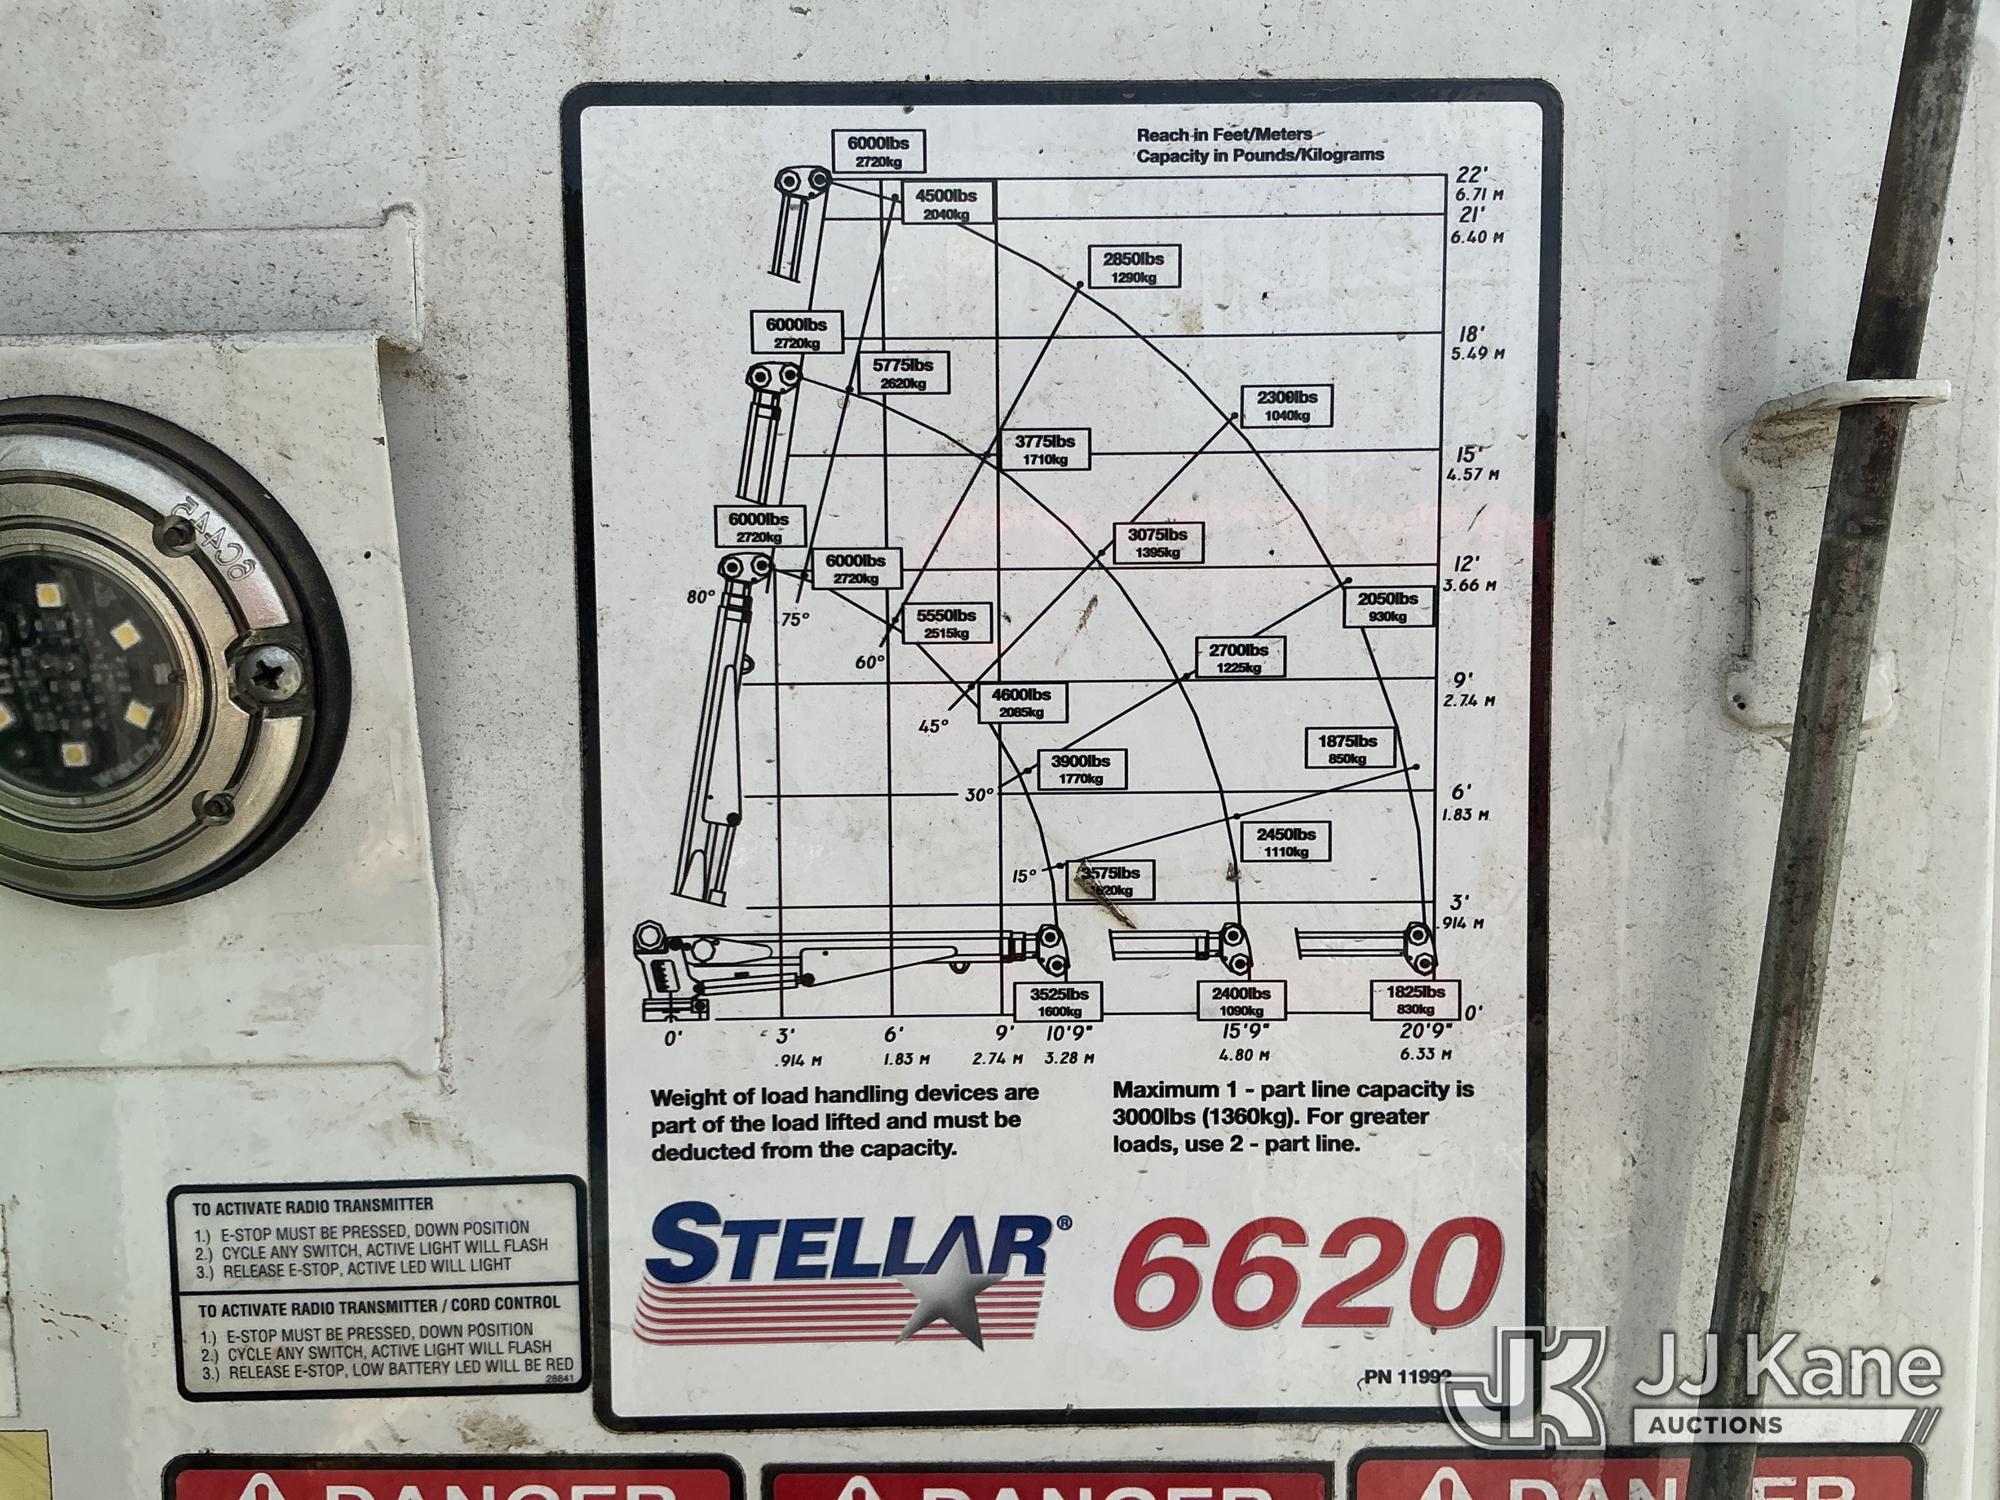 Reach in Feet/Meters
Capacity in Pounds/Kilograms
6000lbs
2720kg
4500lbs
2040kg
2850lbs
1290kg
22'
6.71 M
21'
6.40 M
6000lbs
2720kg
5775lbs
2620kg
18'
5.49 M
2300lbs
1040kg
3775lbs
1710kg
15'
4.57 M
6CA45
6000lbs
2720kg
6000lbs
2720kg
3075lbs
1395kg
12'
3.66 M
80°
75°
60°
5550lbs
2515kg
2050lbs
930kg
2700lbs
1225kg
45°
4600lbs
2085kg
9'
2.74 M
3900lbs
1770kg
1875lbs
850kg
30°
6'
1.83 M
2450lbs
1110kg
15°
3575lbs
3'
.914 M
3525lbs
1600kg
2400lbs
1090kg
1825lbs
830kg
0'
0'
3'
6'
9'
10'9"
15'9"
20'9"
.914 M
1.83 M
2.74 M
3.28 M
4.80 M
6.33 M
Weight of load handling devices are
part of the load lifted and must be
deducted from the capacity.
Maximum 1 - part line capacity is
3000lbs (1360kg). For greater
loads, use 2 - part line.
STELLAR®
6620
TO ACTIVATE RADIO TRANSMITTER
1.) E-STOP MUST BE PRESSED, DOWN POSITION
2.) CYCLE ANY SWITCH, ACTIVE LIGHT WILL FLASH
3.) RELEASE E-STOP, ACTIVE LED WILL LIGHT
TO ACTIVATE RADIO TRANSMITTER / CORD CONTROL
1.) E-STOP MUST BE PRESSED, DOWN POSITION
2.) CYCLE ANY SWITCH, ACTIVE LIGHT WILL FLASH
3.) RELEASE E-STOP, LOW BATTERY LED WILL BE RED
28841
PN 11992
JK
JJ Kane
AUCTIONS
DANGER
DANGER
DANGER